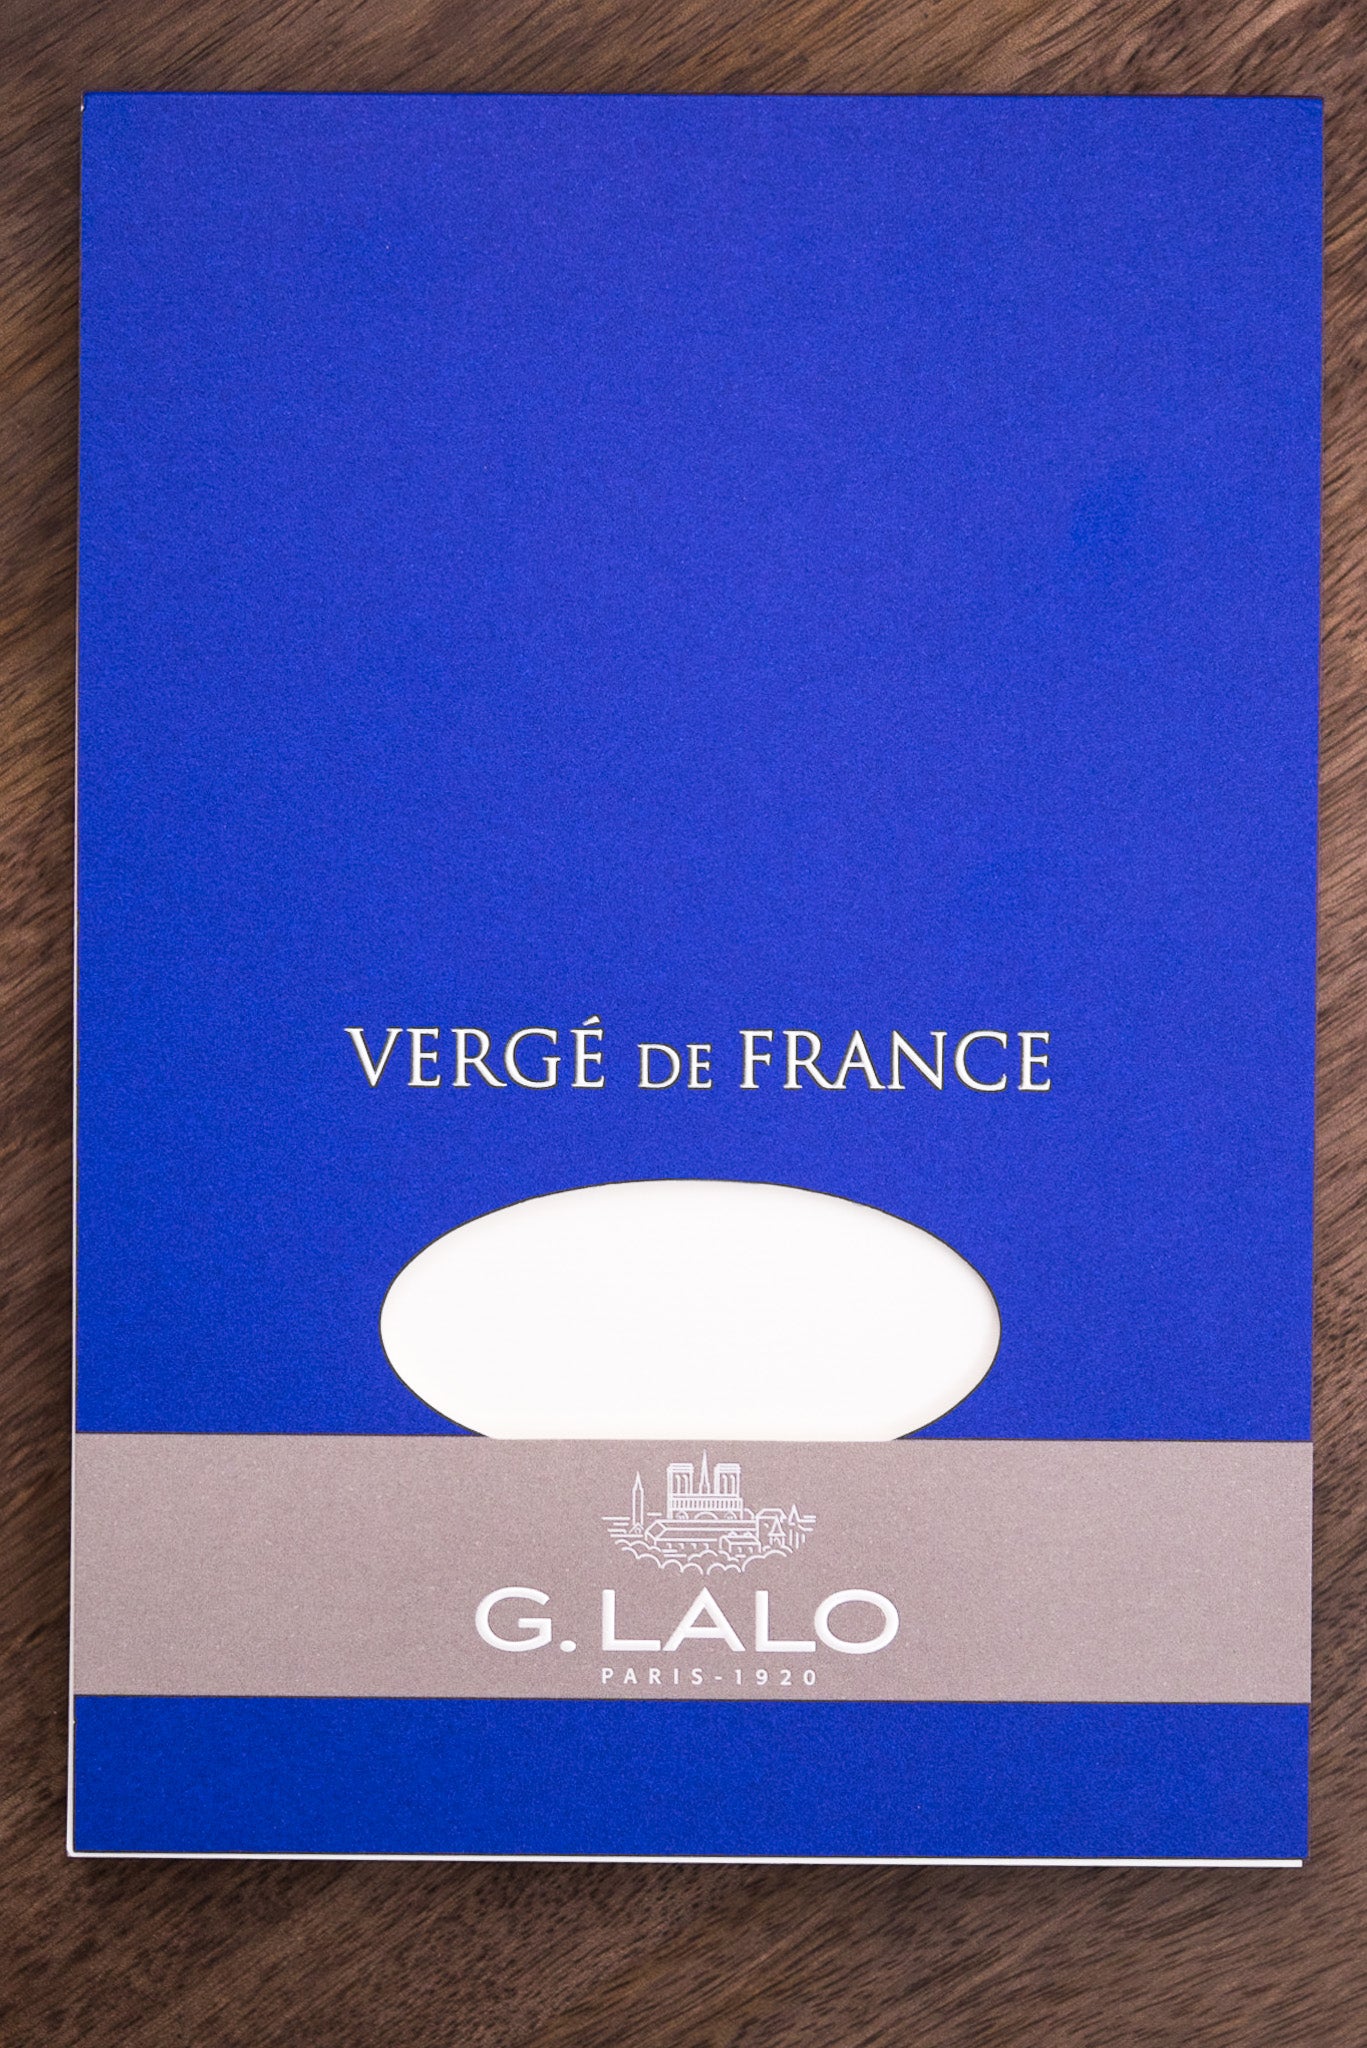 VERGÉ DE FRANCE
G. LALO
PARIS-1920